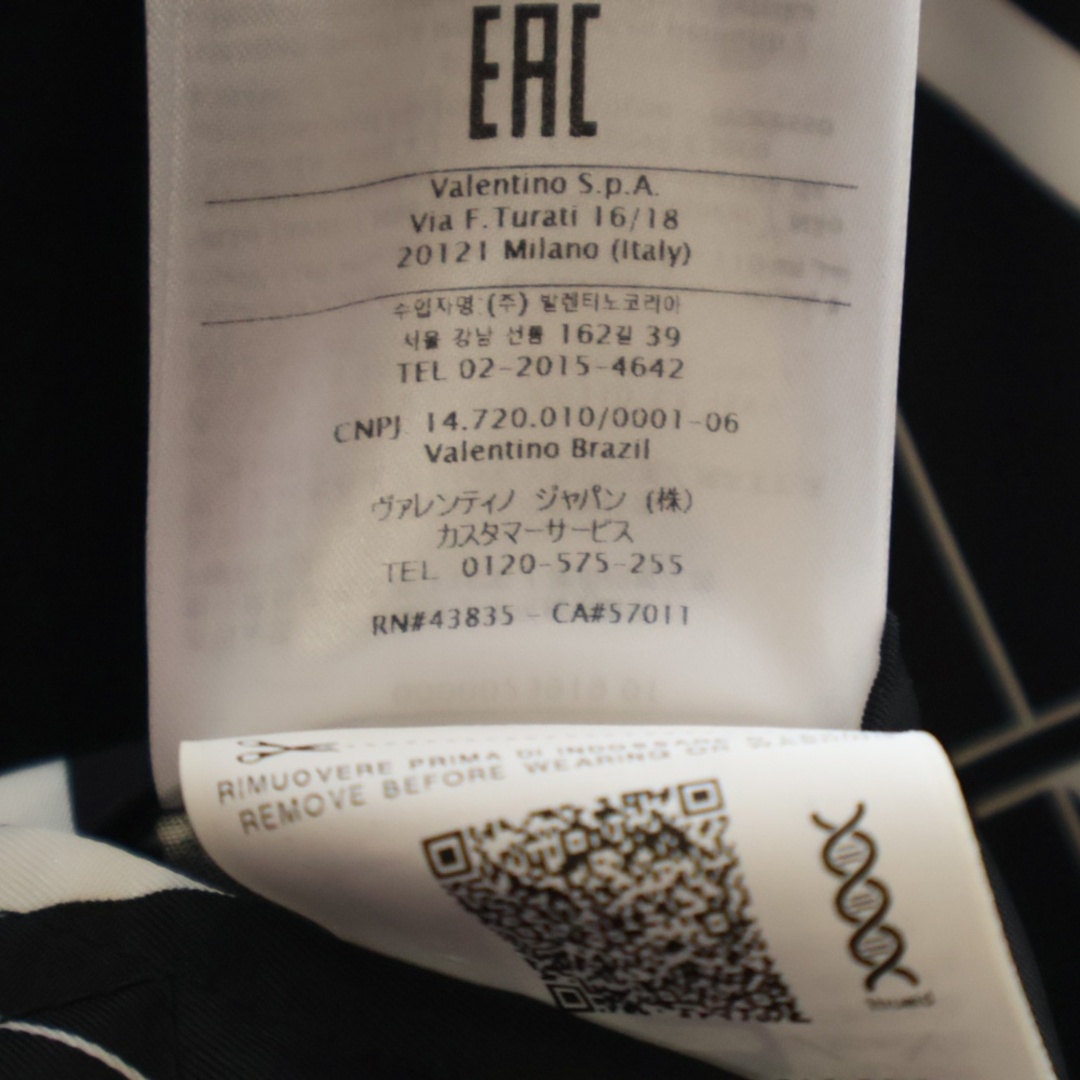 EAC
Valentino S.p.A.
Via F.Turati 16/18
20121 Milano (Italy)
수입자명:(주) 발렌티노코리아
서울 강남 선릉 162길 39
TEL 02-2015-4642
CNPJ 14.720.010/0001-06
Valentino Brazil
ヴァレンティノ ジャパン (株)
カスタマーサービス
TEL 0120-575-255
RN#43835 - CA#57011
RIMUOVERE PRIMA DI INDOSSARE
REMOVE BEFORE WEARING OR